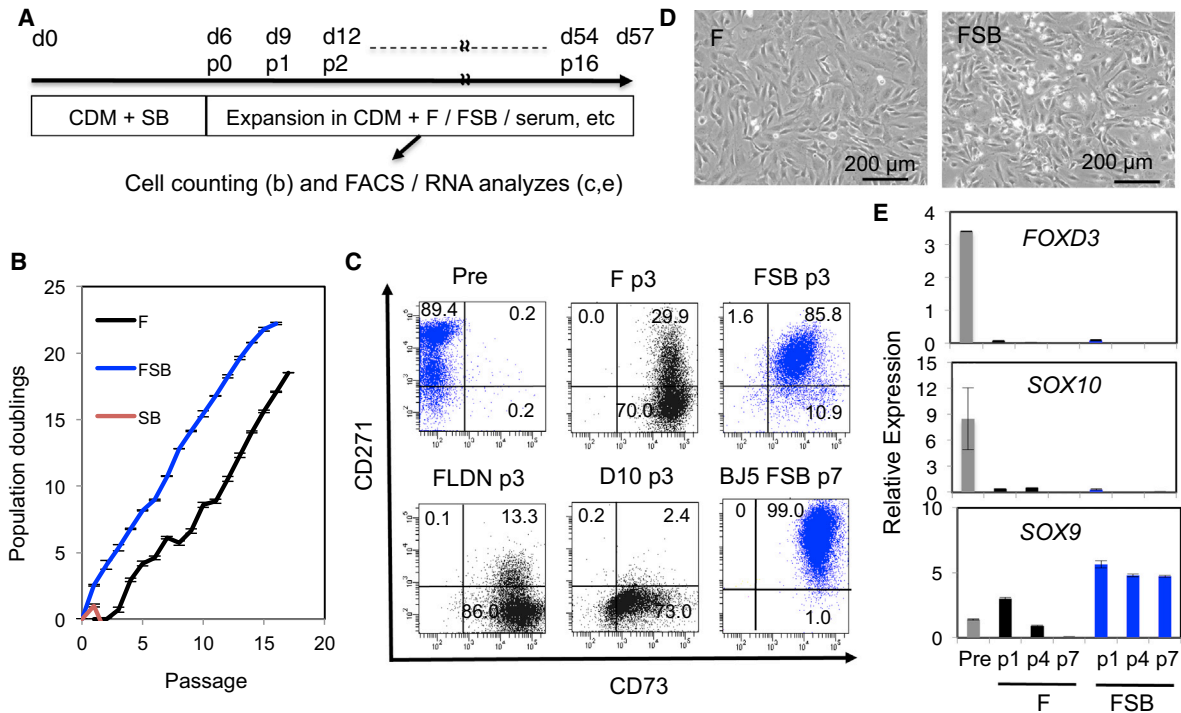 A
d0 d6 d9 d12 d54 d57
p0 p1 p2 p16
CDM + SB
Expansion in CDM + F / FSB / serum, etc
Cell counting (b) and FACS / RNA analyzes (c,e)
D
F
200 µm
FSB
200 µm
B
Population doublings
25
20
15
10
5
0
F
FSB
SB
0 5 10 15 20
Passage
C
CD271
Pre
89.4 0.2
0.2
F p3
0.0 29.9
70.0
FSB p3
1.6 85.8
10.9
FLDN p3
0.1 13.3
86.0
D10 p3
0.2 2.4
73.0
BJ5 FSB p7
0 99.0
1.0
CD73
E
Relative Expression
4
3
2
1
0
FOXD3
15
12
9
6
3
0
SOX10
10
5
0
SOX9
Pre p1 p4 p7 p1 p4 p7
F FSB